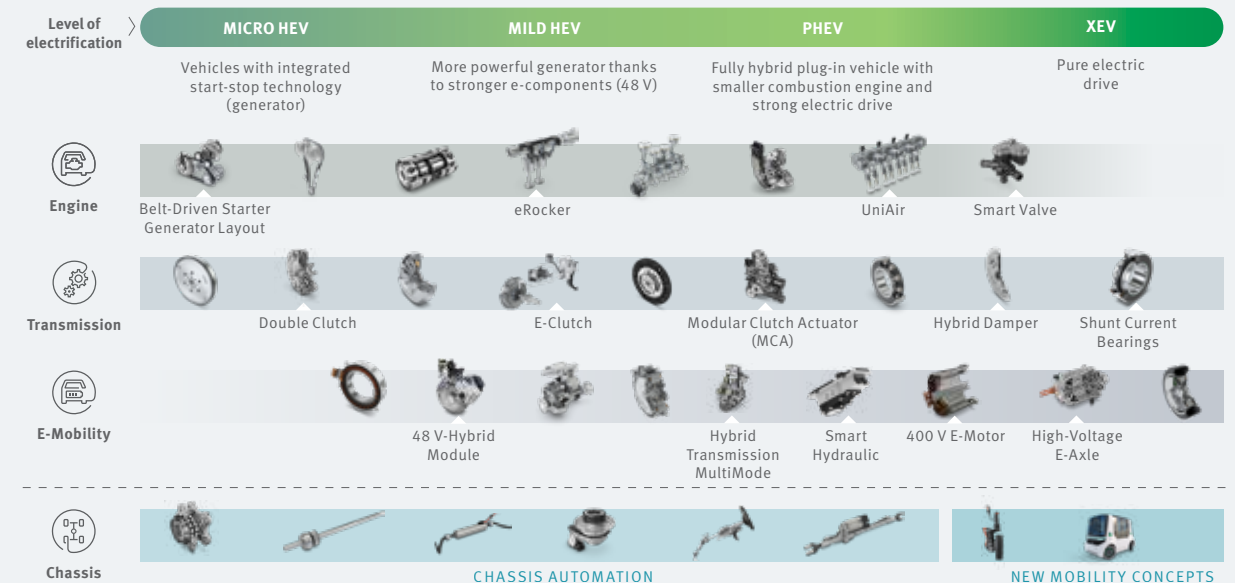 Level of
electrification
MICRO HEV
MILD HEV
PHEV
XEV
Vehicles with integrated
start-stop technology
(generator)
More powerful generator thanks
to stronger e-components (48 V)
Fully hybrid plug-in vehicle with
smaller combustion engine and
strong electric drive
Pure electric
drive
Engine
Belt-Driven Starter
Generator Layout
eRocker
UniAir
Smart Valve
Transmission
Double Clutch
E-Clutch
Modular Clutch Actuator
(MCA)
Hybrid Damper
Shunt Current
Bearings
E-Mobility
48 V-Hybrid
Module
Hybrid
Transmission
MultiMode
Smart
Hydraulic
400 V E-Motor
High-Voltage
E-Axle
Chassis
CHASSIS AUTOMATION
NEW MOBILITY CONCEPTS